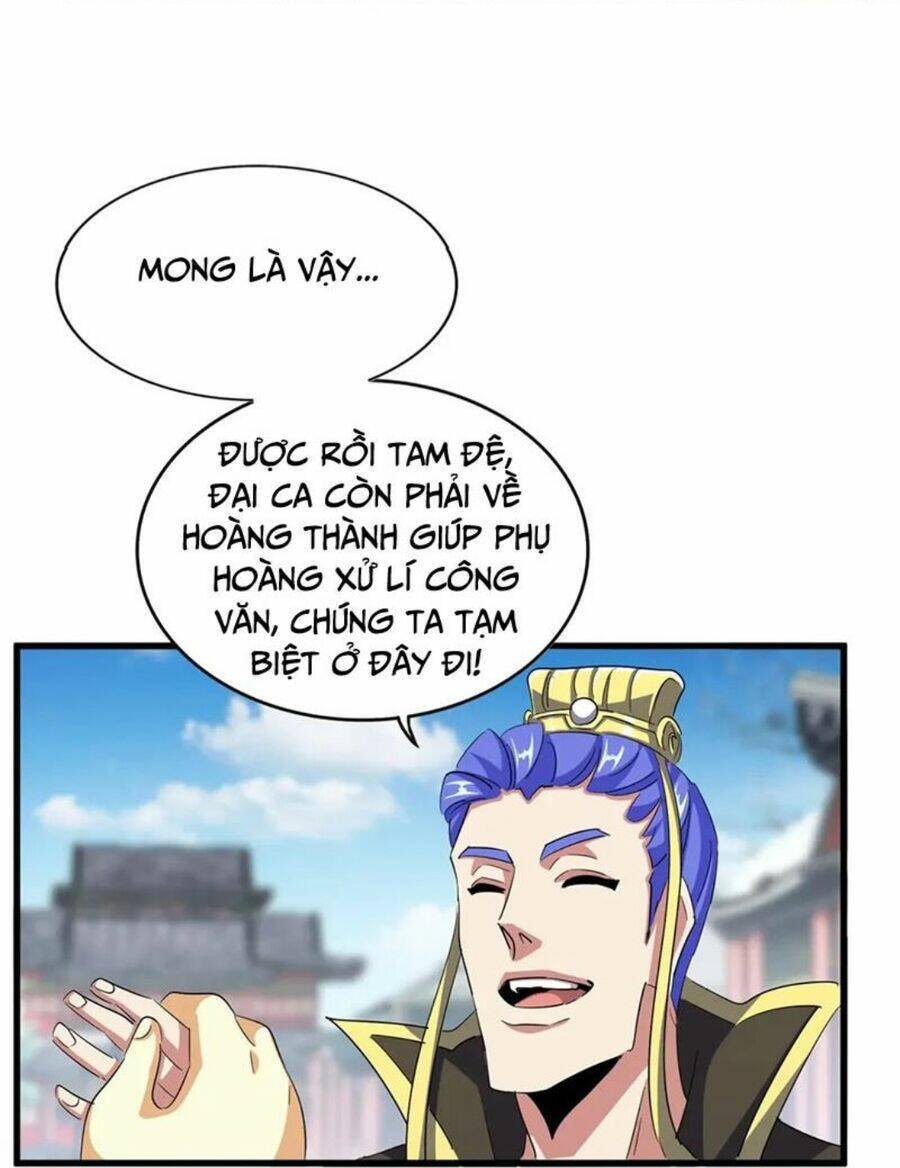 MONG LÀ VẬY...
ĐƯỢC RỒI TAM ĐỆ,
ĐẠI CA CÒN PHẢI VỀ
HOÀNG THÀNH GIÚP PHỤ
HOÀNG XỬ LÍ CÔNG
VĂN, CHÚNG TA TẠM
BIỆT Ở ĐÂY ĐI!